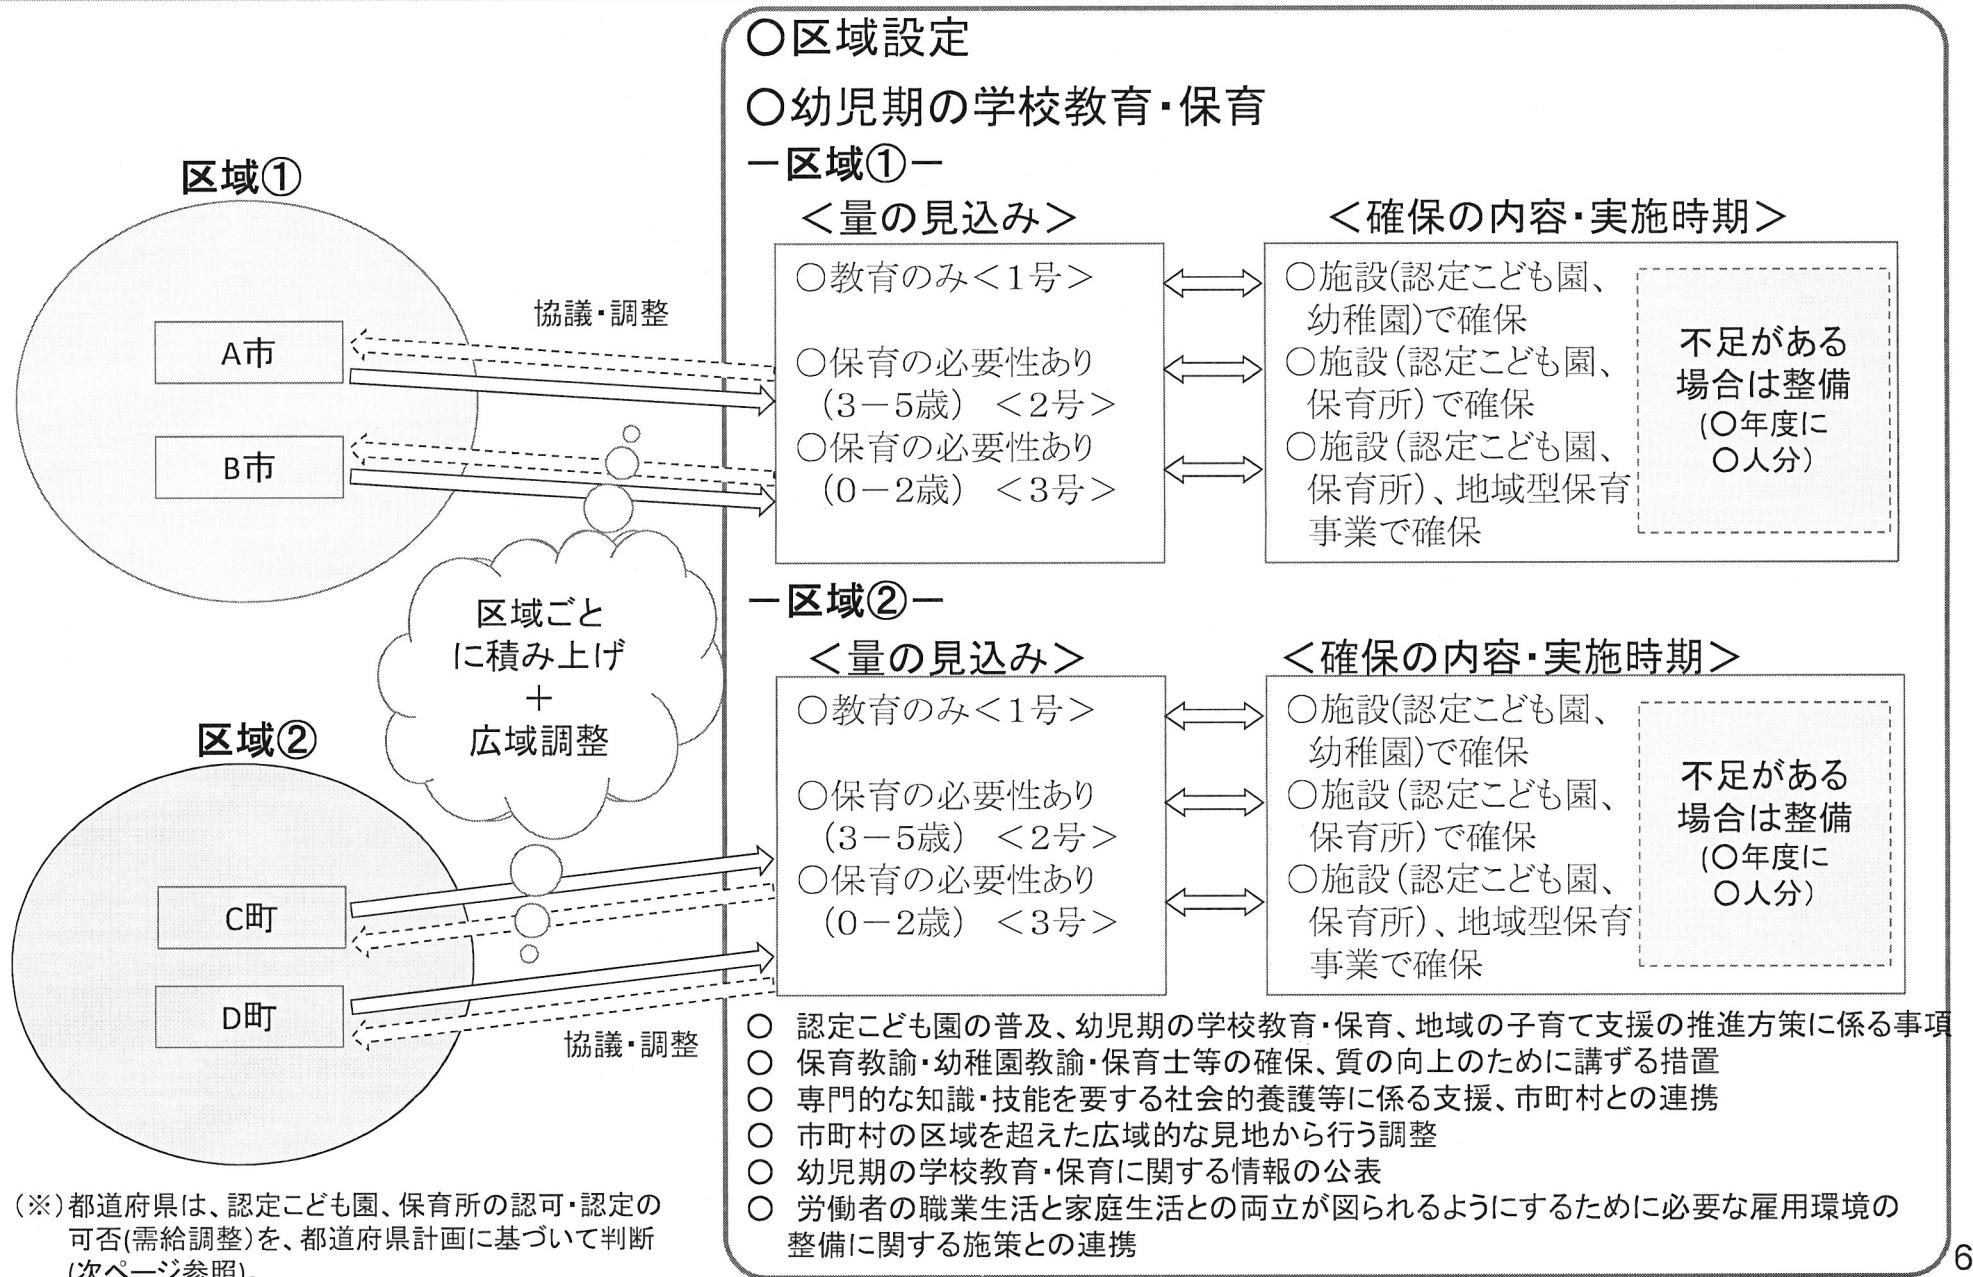 区域①
A市
B市
協議・調整
区域ごと
に積み上げ
+
広域調整
区域②
C町
D町
協議・調整
(※)都道府県は、認定こども園、保育所の認可・認定の
可否(需給調整)を、都道府県計画に基づいて判断
(次ページ参照)。
○区域設定
○幼児期の学校教育・保育
－区域①－
＜量の見込み＞
○教育のみ＜1号＞
○保育の必要性あり
(3－5歳) ＜2号＞
○保育の必要性あり
(0－2歳) ＜3号＞
＜確保の内容・実施時期＞
○施設(認定こども園、
幼稚園)で確保
○施設(認定こども園、
保育所)で確保
○施設(認定こども園、
保育所)、地域型保育
事業で確保
不足がある
場合は整備
(○年度に
○人分)
－区域②－
＜量の見込み＞
○教育のみ＜1号＞
○保育の必要性あり
(3－5歳) ＜2号＞
○保育の必要性あり
(0－2歳) ＜3号＞
＜確保の内容・実施時期＞
○施設(認定こども園、
幼稚園)で確保
○施設(認定こども園、
保育所)で確保
○施設(認定こども園、
保育所)、地域型保育
事業で確保
不足がある
場合は整備
(○年度に
○人分)
○ 認定こども園の普及、幼児期の学校教育・保育、地域の子育て支援の推進方策に係る事項
○ 保育教諭・幼稚園教諭・保育士等の確保、質の向上のために講ずる措置
○ 専門的な知識・技能を要する社会的養護等に係る支援、市町村との連携
○ 市町村の区域を超えた広域的な見地から行う調整
○ 幼児期の学校教育・保育に関する情報の公表
○ 労働者の職業生活と家庭生活との両立が図られるようにするために必要な雇用環境の
整備に関する施策との連携
6